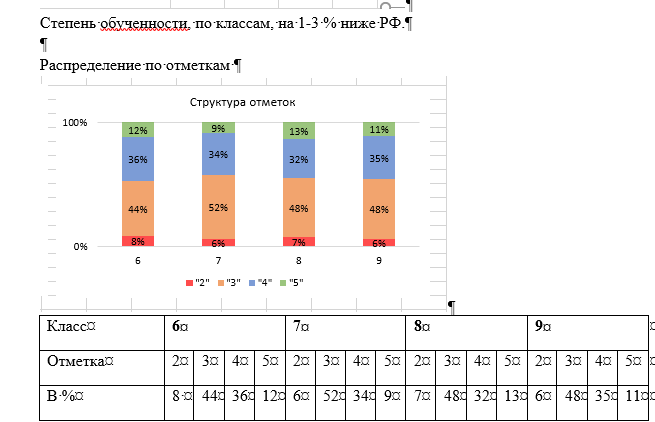 Степень обученности, по классам, на 1-3 % ниже РФ.¶
¶
Распределение по отметкам ¶
Структура отметок
100%
12% 9% 13% 11%
36% 34% 32% 35%
44% 52% 48% 48%
8% 6% 7% 6%
0%
6 7 8 9
"2" "3" "4" "5"
¶
Класс¤ 6¤ 7¤ 8¤ 9¤
Отметка¤ 2¤ 3¤ 4¤ 5¤ 2¤ 3¤ 4¤ 5¤ 2¤ 3¤ 4¤ 5¤ 2¤ 3¤ 4¤ 5¤
В % ¤ 8 ¤ 44¤ 36¤ 12¤ 6¤ 52¤ 34¤ 9¤ 7¤ 48¤ 32¤ 13¤ 6¤ 48¤ 35¤ 11¤